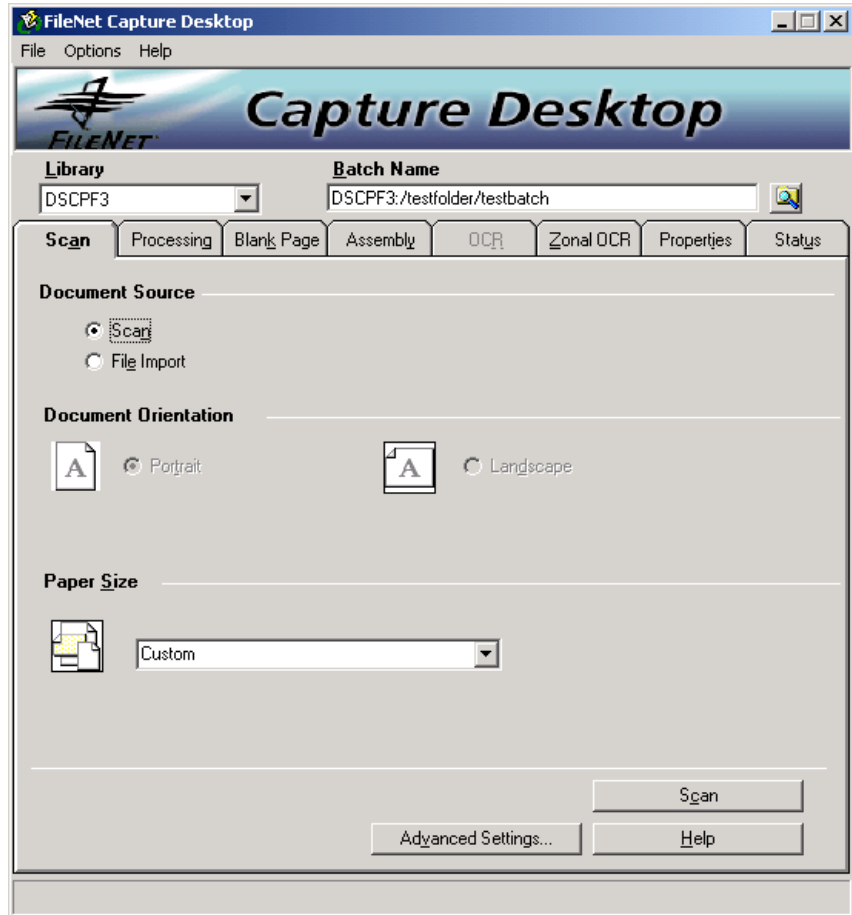 FileNet Capture Desktop
File Options Help
FILENET Capture Desktop
Library Batch Name
DSCPF3 DSCPF3:/testfolder/testbatch
Scan Processing Blank Page Assembly OCR Zonal OCR Properties Status
Document Source
Scan
File Import
Document Orientation
A Portrait A Landscape
Paper Size
Custom
Scan
Advanced Settings... Help